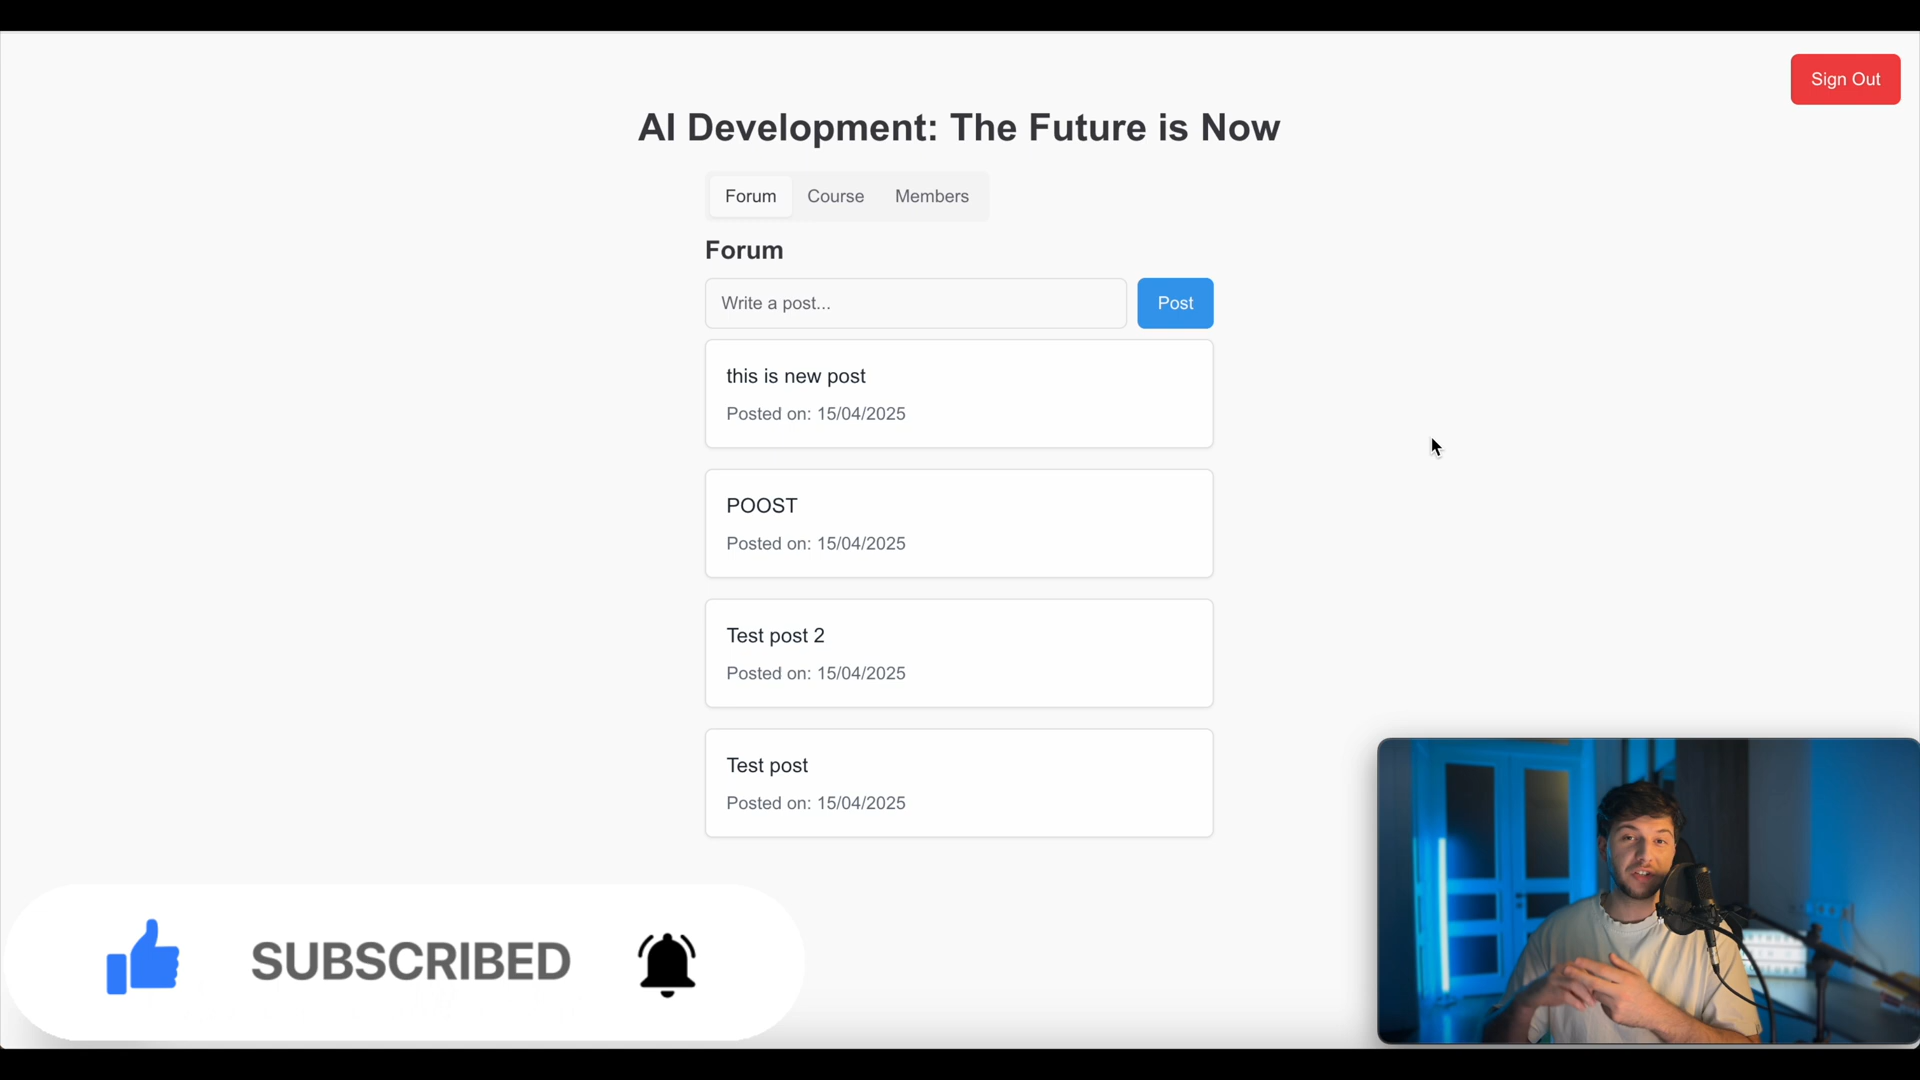 Sign Out
AI Development: The Future is Now
Forum Course Members
Forum
Write a post... Post
this is new post
Posted on: 15/04/2025
POOST
Posted on: 15/04/2025
Test post 2
Posted on: 15/04/2025
Test post
Posted on: 15/04/2025
SUBSCRIBED